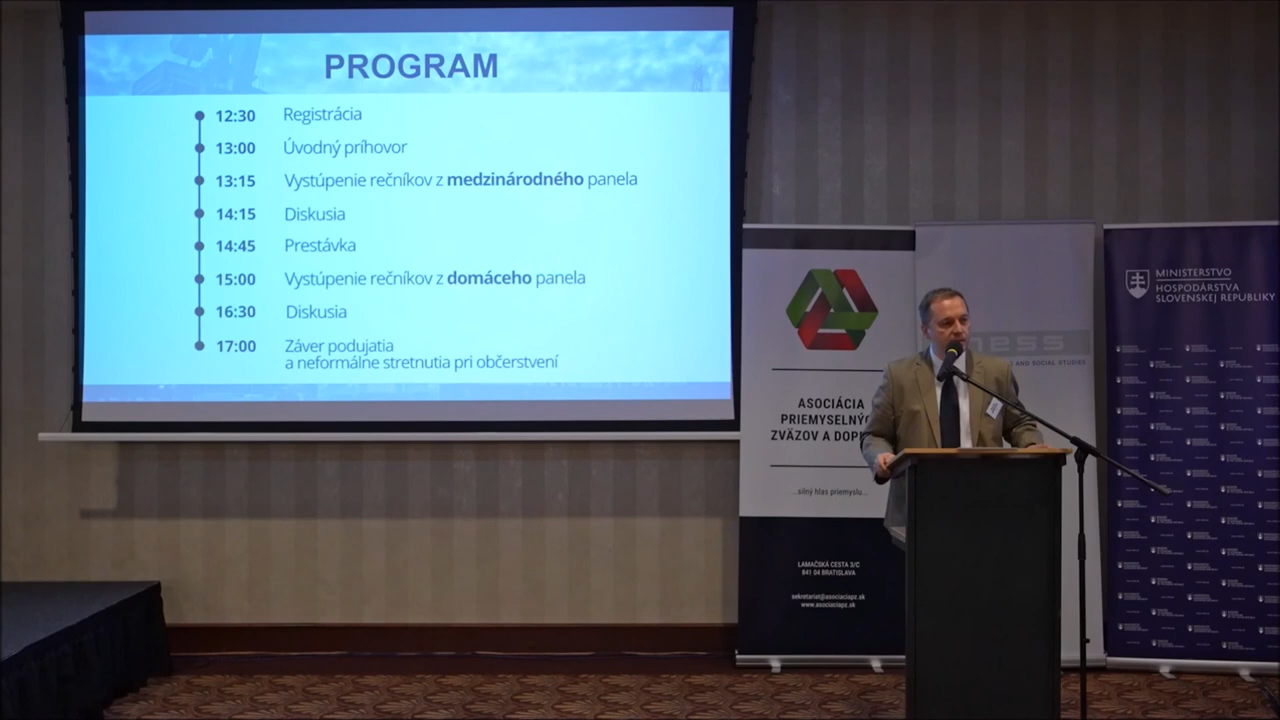 PROGRAM
12:30 Registrácia
13:00 Úvodný príhovor
13:15 Vystúpenie rečníkov z medzinárodného panela
14:15 Diskusia
14:45 Prestávka
15:00 Vystúpenie rečníkov z domáceho panela
16:30 Diskusia
17:00 Záver podujatia
a neformálne stretnutia pri občerstvení
ASOCIÁCIA
PRIEMYSELNÝC
ZVÄZOV A DOP
...silný hlas priemyslu...
LAMAČSKÁ CESTA 3/C
841 04 BRATISLAVA
sekretariat@asociaciapz.sk
www.asociaciapz.sk
ness
AND SOCIAL STUDIES
MINISTERSTVO
HOSPODÁRSTVA
SLOVENSKEJ REPUBLIKY